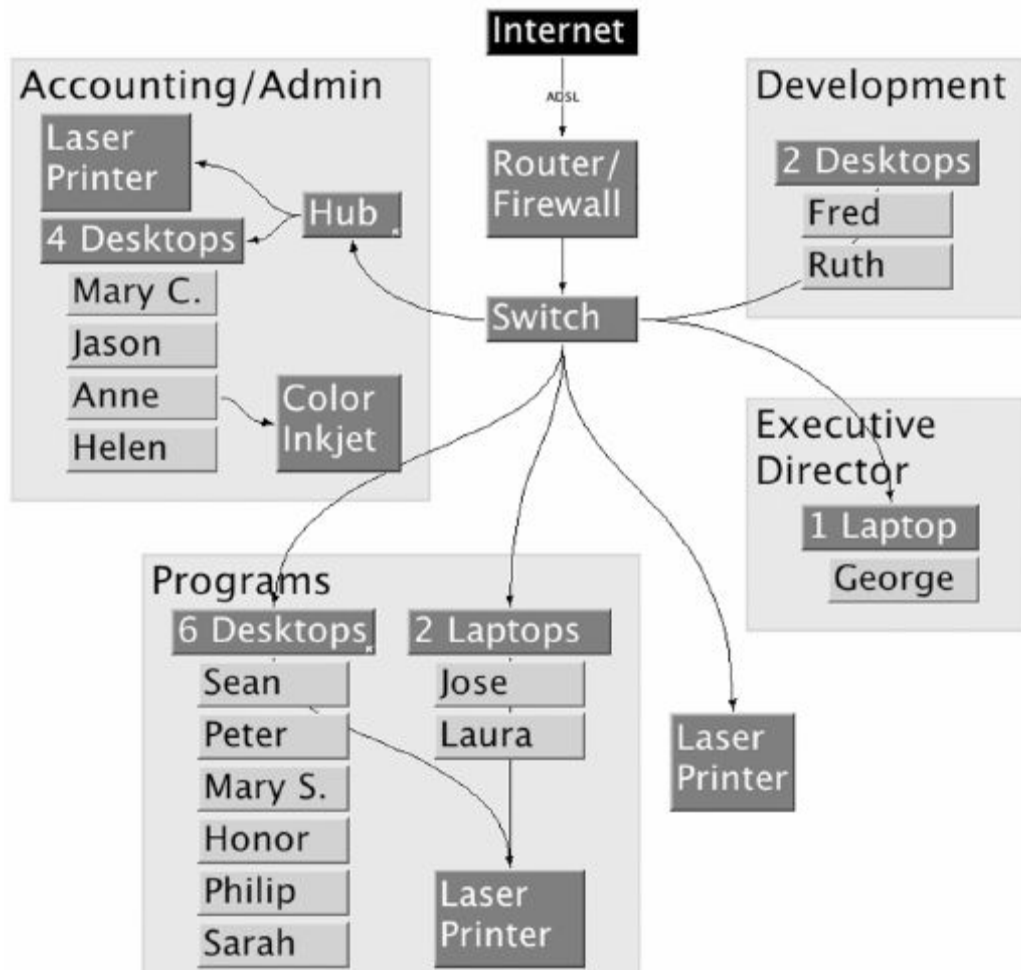 Internet
ADSL
Router/
Firewall
Switch
Accounting/Admin
Laser
Printer
Hub
4 Desktops
Mary C.
Jason
Anne
Helen
Color
Inkjet
Development
2 Desktops
Fred
Ruth
Executive
Director
1 Laptop
George
Programs
6 Desktops
Sean
Peter
Mary S.
Honor
Philip
Sarah
2 Laptops
Jose
Laura
Laser
Printer
Laser
Printer